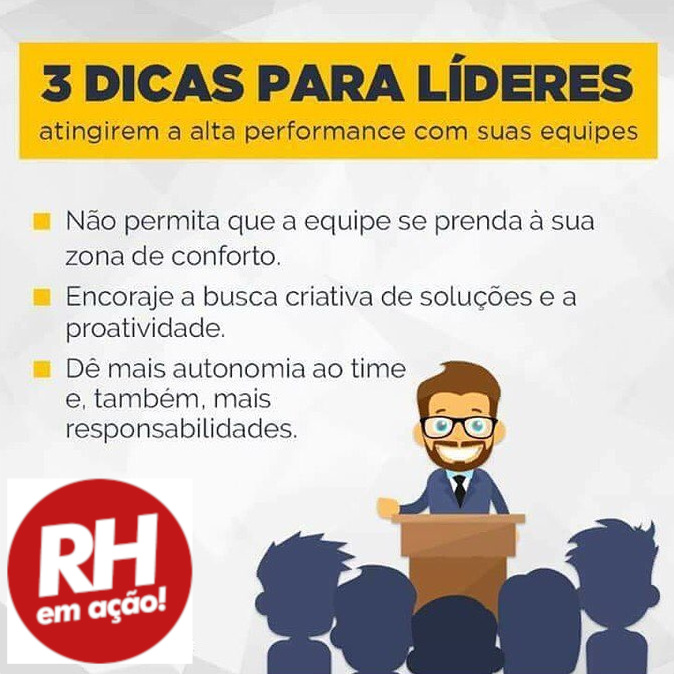 3 DICAS PARA LÍDERES
atingirem a alta performance com suas equipes
Não permita que a equipe se prenda à sua
zona de conforto.
Encoraje a busca criativa de soluções e a
proatividade.
Dê mais autonomia ao time
e, também, mais
responsabilidades.
RH
em ação!